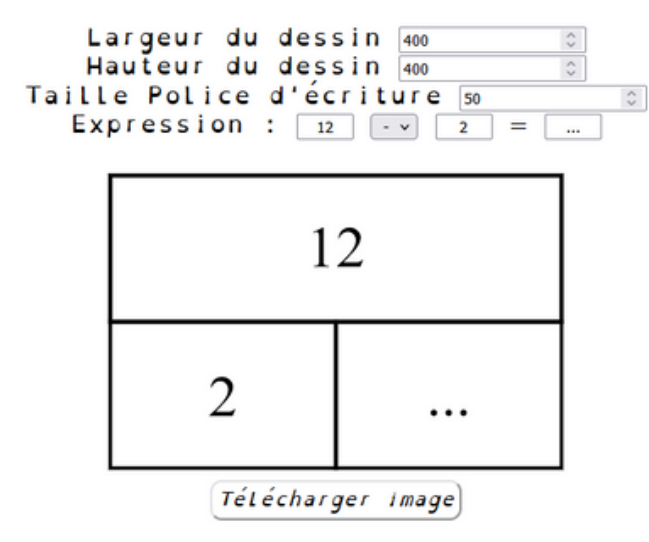 Largeur du dessin 400
Hauteur du dessin 400
Taille Police d'écriture 50
Expression : 12 - 2 = ...
12
2 ...
Télécharger image